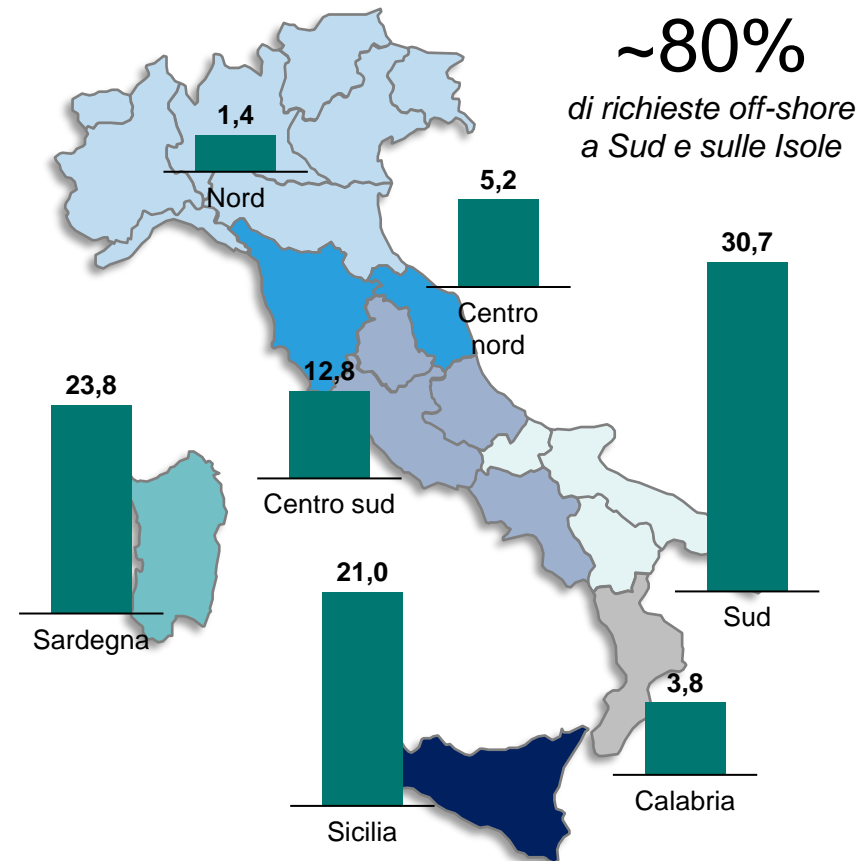 ~80%
di richieste off-shore
a Sud e sulle Isole
1,4
Nord
5,2
Centro
nord
30,7
Sud
23,8
Sardegna
12,8
Centro sud
21,0
Sicilia
3,8
Calabria